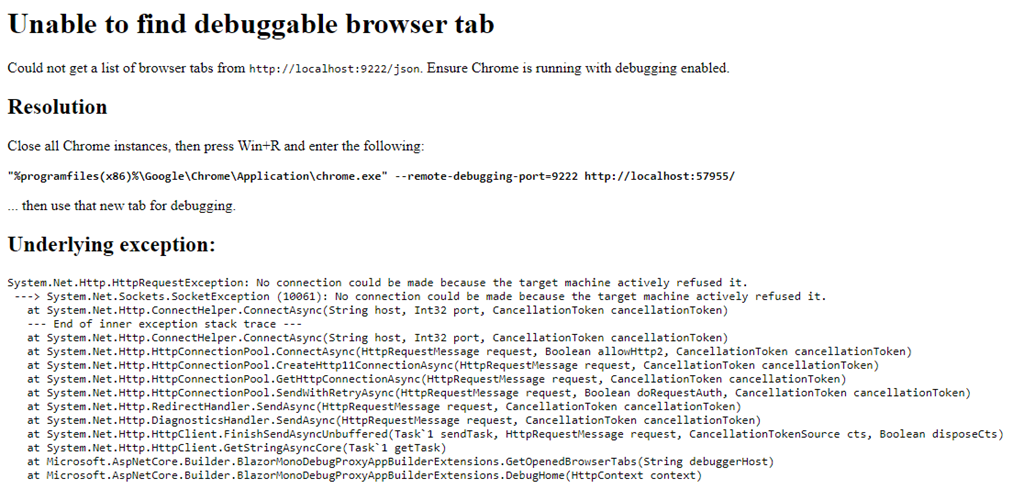 Unable to find debuggable browser tab
Could not get a list of browser tabs from http://localhost:9222/json. Ensure Chrome is running with debugging enabled.
Resolution
Close all Chrome instances, then press Win+R and enter the following:
"%programfiles(x86)%\Google\Chrome\Application\chrome.exe" --remote-debugging-port=9222 http://localhost:57955/
... then use that new tab for debugging.
Underlying exception:
System.Net.Http.HttpRequestException: No connection could be made because the target machine actively refused it.
 ---> System.Net.Sockets.SocketException (10061): No connection could be made because the target machine actively refused it.
   at System.Net.Http.ConnectHelper.ConnectAsync(String host, Int32 port, CancellationToken cancellationToken)
   --- End of inner exception stack trace ---
   at System.Net.Http.ConnectHelper.ConnectAsync(String host, Int32 port, CancellationToken cancellationToken)
   at System.Net.Http.HttpConnectionPool.ConnectAsync(HttpRequestMessage request, Boolean allowHttp2, CancellationToken cancellationToken)
   at System.Net.Http.HttpConnectionPool.CreateHttp11ConnectionAsync(HttpRequestMessage request, CancellationToken cancellationToken)
   at System.Net.Http.HttpConnectionPool.GetHttpConnectionAsync(HttpRequestMessage request, CancellationToken cancellationToken)
   at System.Net.Http.HttpConnectionPool.SendWithRetryAsync(HttpRequestMessage request, Boolean doRequestAuth, CancellationToken cancellationToken)
   at System.Net.Http.RedirectHandler.SendAsync(HttpRequestMessage request, CancellationToken cancellationToken)
   at System.Net.Http.DiagnosticsHandler.SendAsync(HttpRequestMessage request, CancellationToken cancellationToken)
   at System.Net.Http.HttpClient.FinishSendAsyncUnbuffered(Task`1 sendTask, HttpRequestMessage request, CancellationTokenSource cts, Boolean disposeCts)
   at System.Net.Http.HttpClient.GetStringAsyncCore(Task`1 getTask)
   at Microsoft.AspNetCore.Builder.BlazorMonoDebugProxyAppBuilderExtensions.GetOpenedBrowserTabs(String debuggerHost)
   at Microsoft.AspNetCore.Builder.BlazorMonoDebugProxyAppBuilderExtensions.DebugHome(HttpContext context)